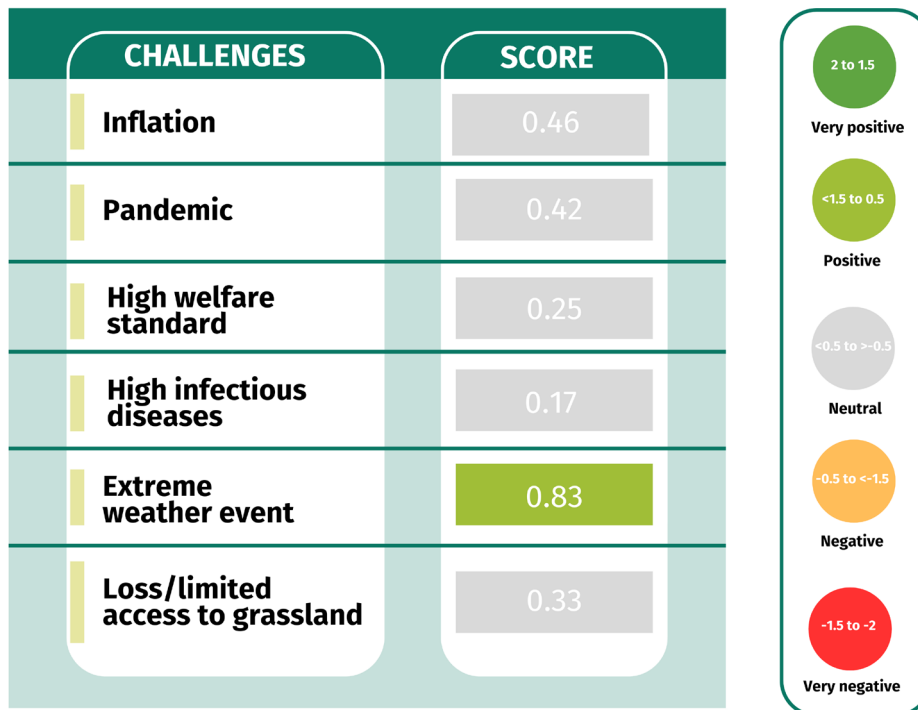 CHALLENGES
SCORE
Inflation
0.46
Pandemic
0.42
High welfare
standard
0.25
High infectious
diseases
0.17
Extreme
weather event
0.83
Loss/limited
access to grassland
0.33
2 to 1.5
Very positive
<1.5 to 0.5
Positive
<0.5 to >-0.5
Neutral
-0.5 to <-1.5
Negative
-1.5 to -2
Very negative